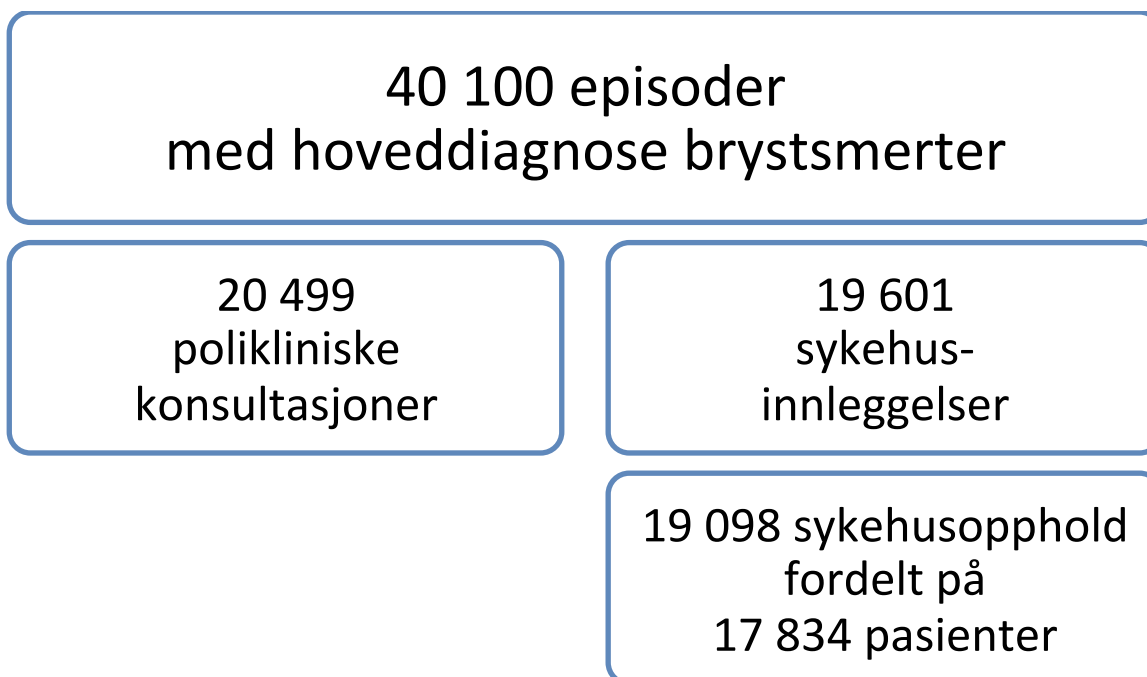 40 100 episoder
med hoveddiagnose brystsmerter
20 499
polikliniske
konsultasjoner
19 601
sykehus-
innleggelser
19 098 sykehusopphold
fordelt på
17 834 pasienter